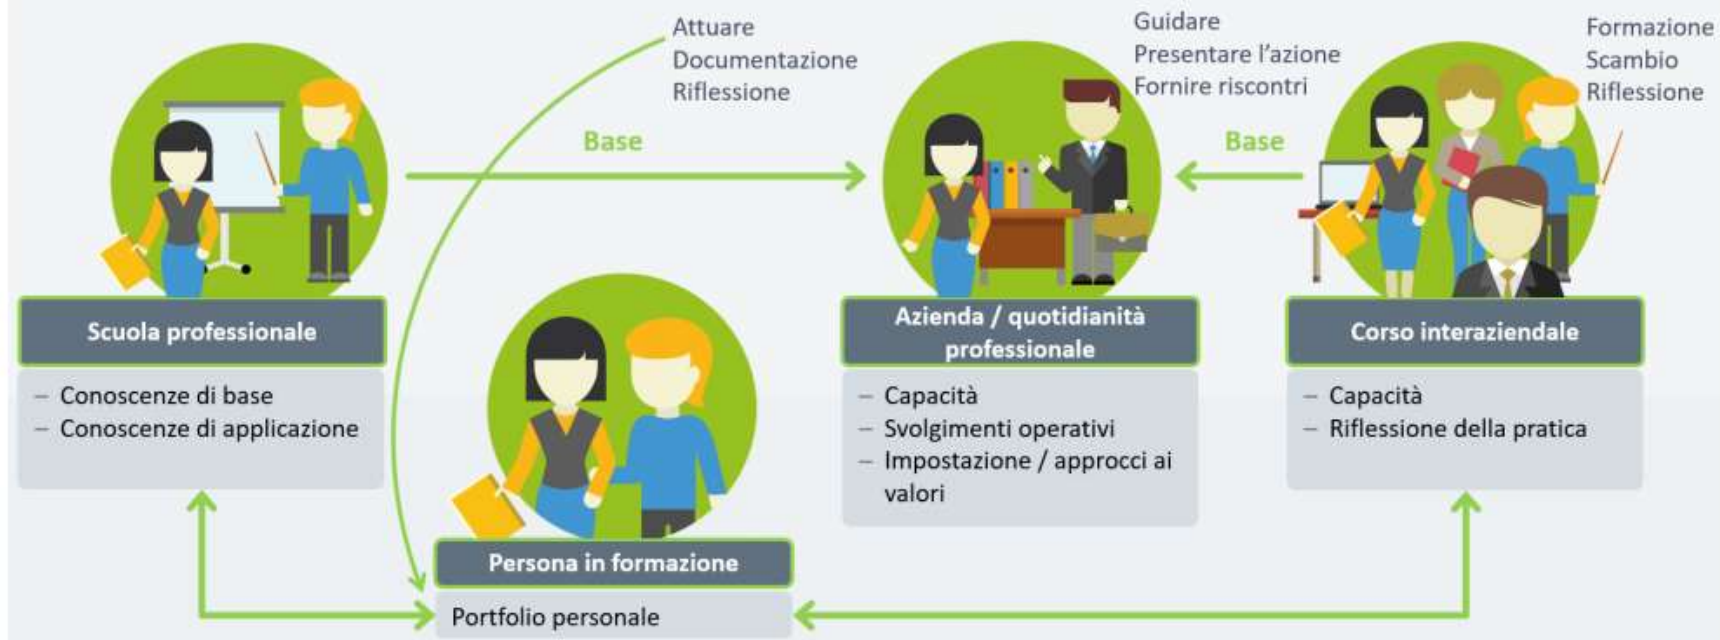 Attuare
Documentazione
Riflessione
Guidare
Presentare l'azione
Fornire riscontri
Formazione
Scambio
Riflessione
Base
Base
Scuola professionale
– Conoscenze di base
– Conoscenze di applicazione
Azienda / quotidianità
professionale
– Capacità
– Svolgimenti operativi
– Impostazione / approcci ai
valori
Corso interaziendale
– Capacità
– Riflessione della pratica
Persona in formazione
Portfolio personale